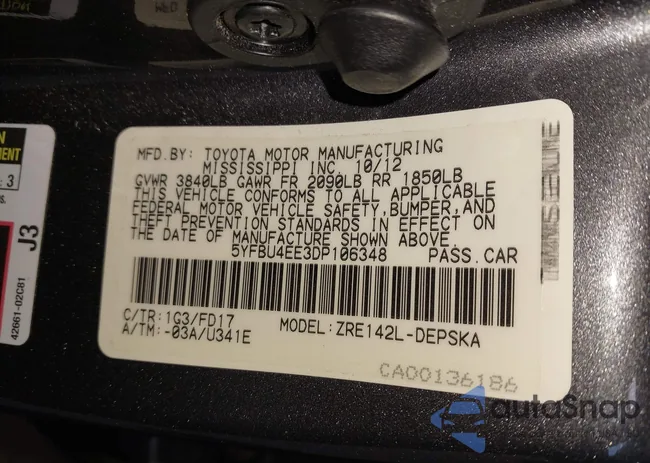 MFD.BY: TOYOTA MOTOR MANUFACTURING
MISSISSIPPI INC. 10/12
GVWR 3840LB GAWR FR 2090LB RR 1850LB
THIS VEHICLE CONFORMS TO ALL APPLICABLE
FEDERAL MOTOR VEHICLE SAFETY,BUMPER,AND
THEFT PREVENTION STANDARDS IN EFFECT ON
THE DATE OF MANUFACTURE SHOWN ABOVE.
5YFBU4EE3DP106348 PASS.CAR
C/TR:1G3/FD17
A/TM:-03A/U341E
MODEL:ZRE142L-DEPSKA
CA00136186
J3
42661-02C81
autoSnap